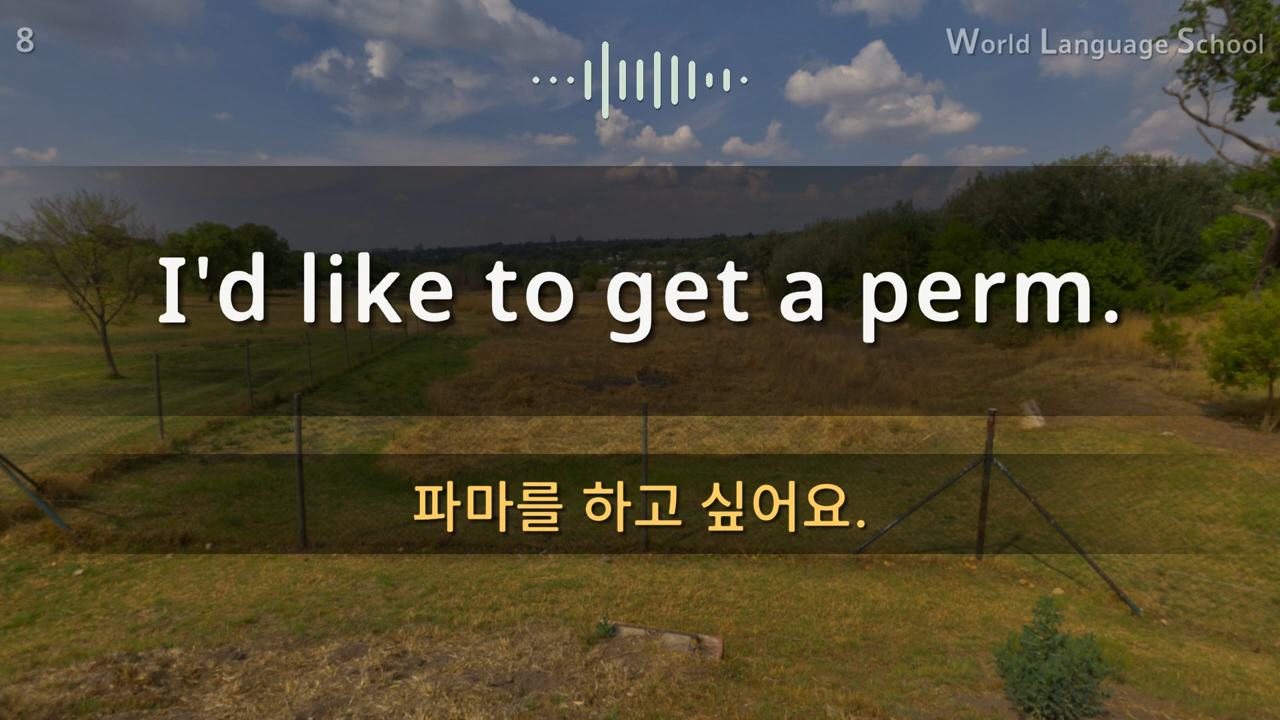 8
World Language School
I'd like to get a perm.
파마를 하고 싶어요.